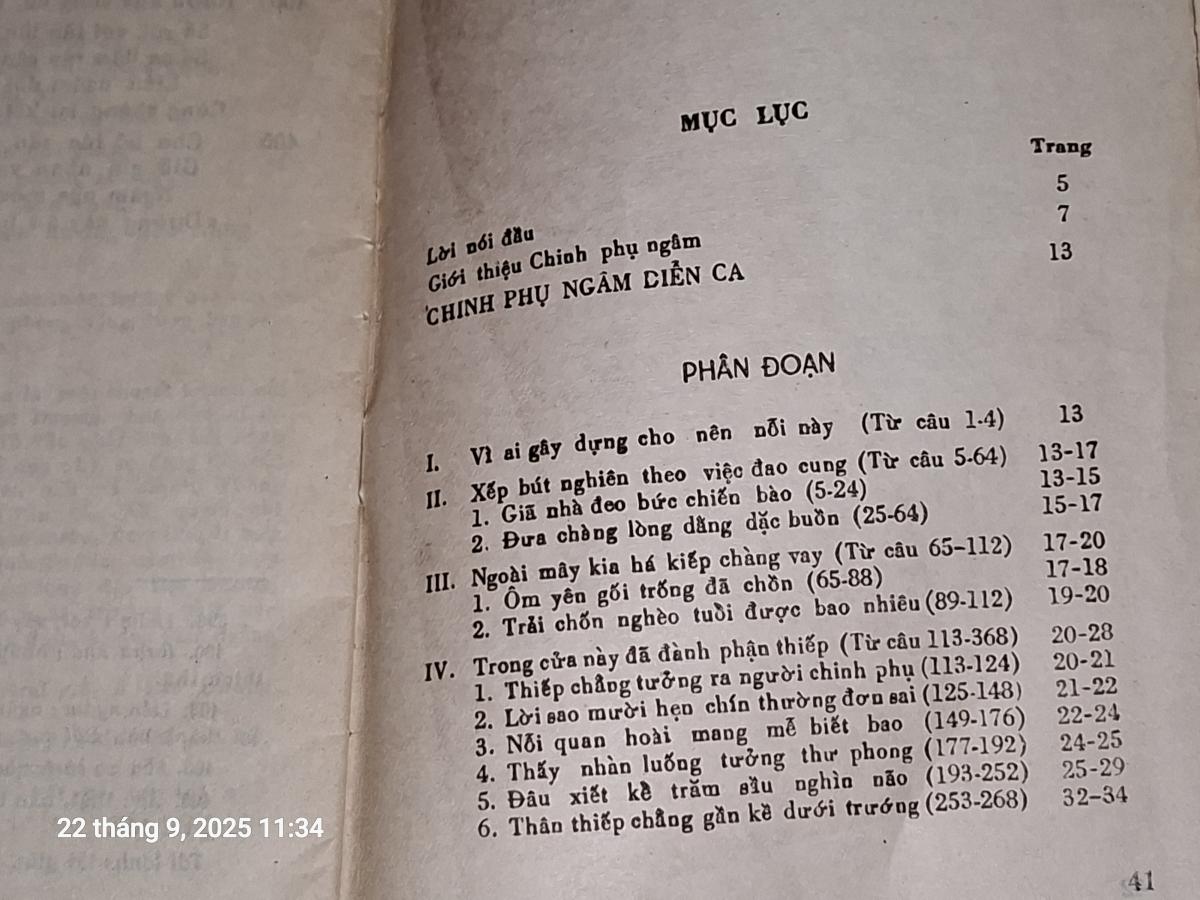 MỤC LỤC
Trang
Lời nói đầu 5
Giới thiệu Chinh phụ ngâm 7
CHINH PHỤ NGÂM DIỄN CA 13
PHÂN ĐOẠN
I. Vì ai gây dựng cho nên nỗi này (Từ câu 1-4) 13
II. Xếp bút nghiên theo việc đao cung (Từ câu 5-64) 13-17
1. Giã nhà đeo bức chiến bào (5-24) 13-15
2. Đưa chàng lòng dằng dặc buồn (25-64) 15-17
III. Ngoài mây kia há kiếp chàng vay (Từ câu 65-112) 17-20
1. Ôm yên gối trống đã chồn (65-88) 17-18
2. Trải chốn nghèo tuổi được bao nhiêu (89-112) 19-20
IV. Trong cửa này đã đành phận thiếp (Từ câu 113-368) 20-28
1. Thiếp chẳng tưởng ra người chinh phụ (113-124) 20-21
2. Lời sao mười hẹn chín thường đơn sai (125-148) 21-22
3. Nỗi quan hoài mang mễ biết bao (149-176) 22-24
4. Thấy nhàn luống tưởng thư phong (177-192) 24-25
5. Đâu xiết kể trăm sầu nghìn não (193-252) 25-29
6. Thân thiếp chẳng gần kề dưới trướng (253-268) 32-34
41
22 tháng 9, 2025 11:34